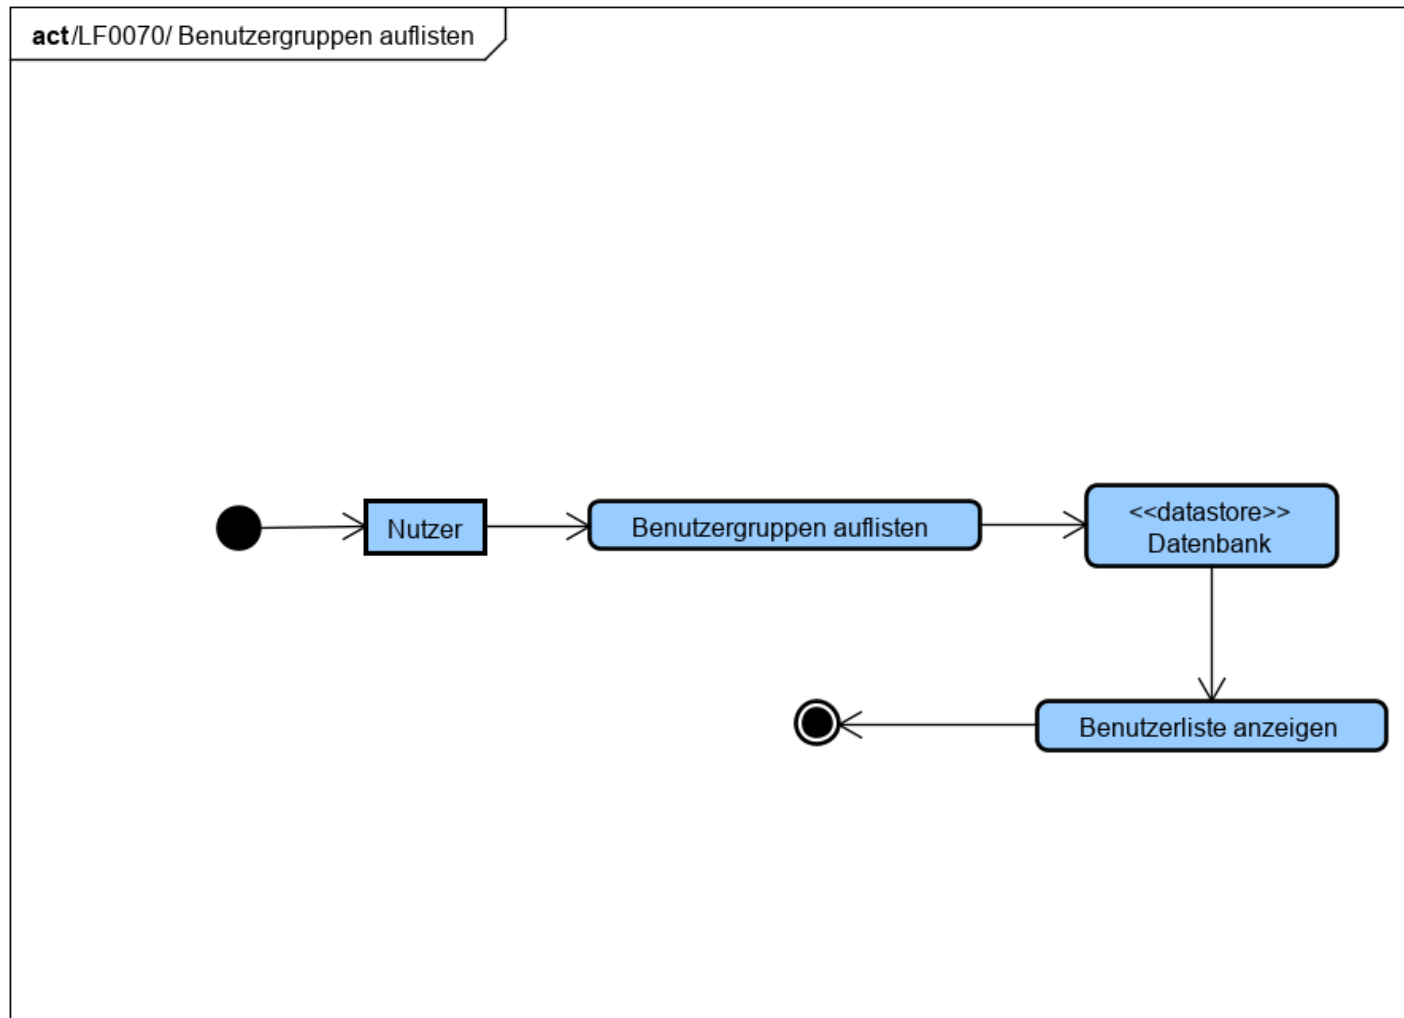 act/LF0070/ Benutzergruppen auflisten
Nutzer
Benutzergruppen auflisten
<<datastore>>
Datenbank
Benutzerliste anzeigen